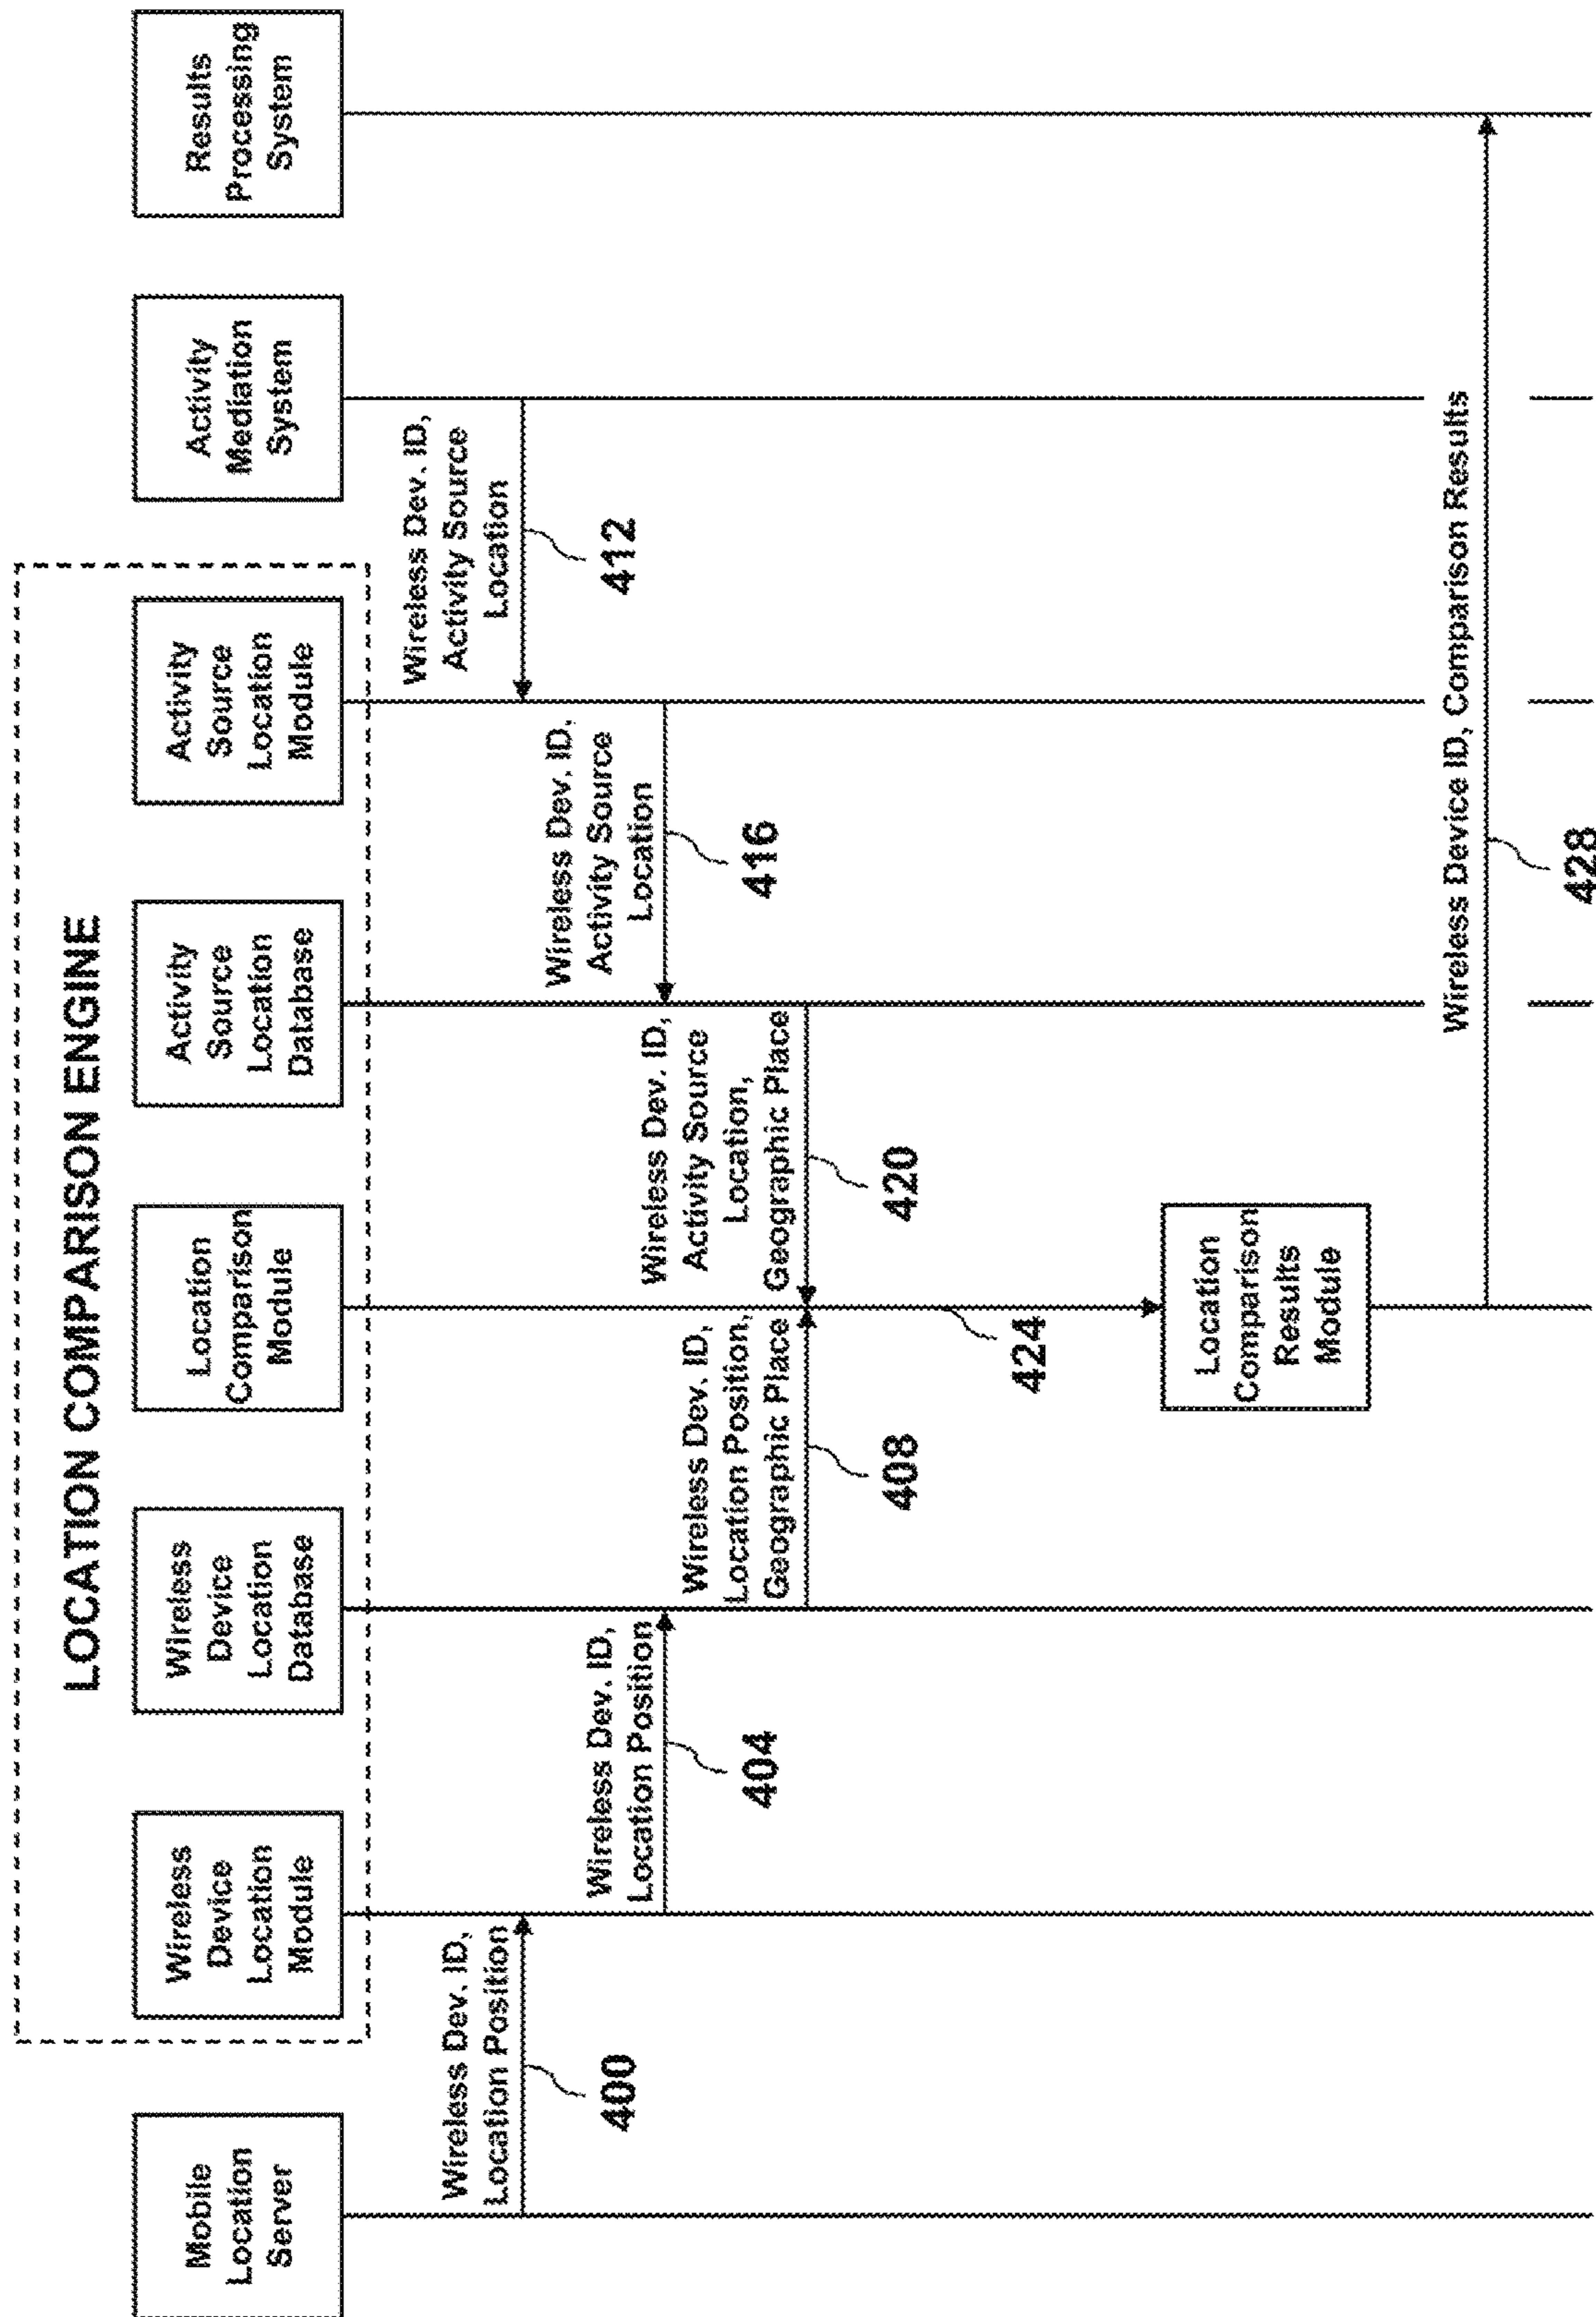 LOCATION COMPARISON ENGINE
Mobile
Location
Server
Wireless
Device
Location
Module
Wireless
Device
Location
Database
Location
Comparison
Module
Activity
Source
Location
Database
Activity
Source
Location
Module
Activity
Mediation
System
Results
Processing
System
Wireless Dev. ID,
Location Position
400
Wireless Dev. ID,
Activity Source
Location
412
Wireless Dev. ID,
Location Position
404
Wireless Dev. ID,
Activity Source
Location
416
Wireless Dev. ID,
Location Position,
Geographic Place
408
Wireless Dev. ID,
Activity Source
Location,
Geographic Place
420
424
Location
Comparison
Results
Module
Wireless Device ID, Comparison Results
428